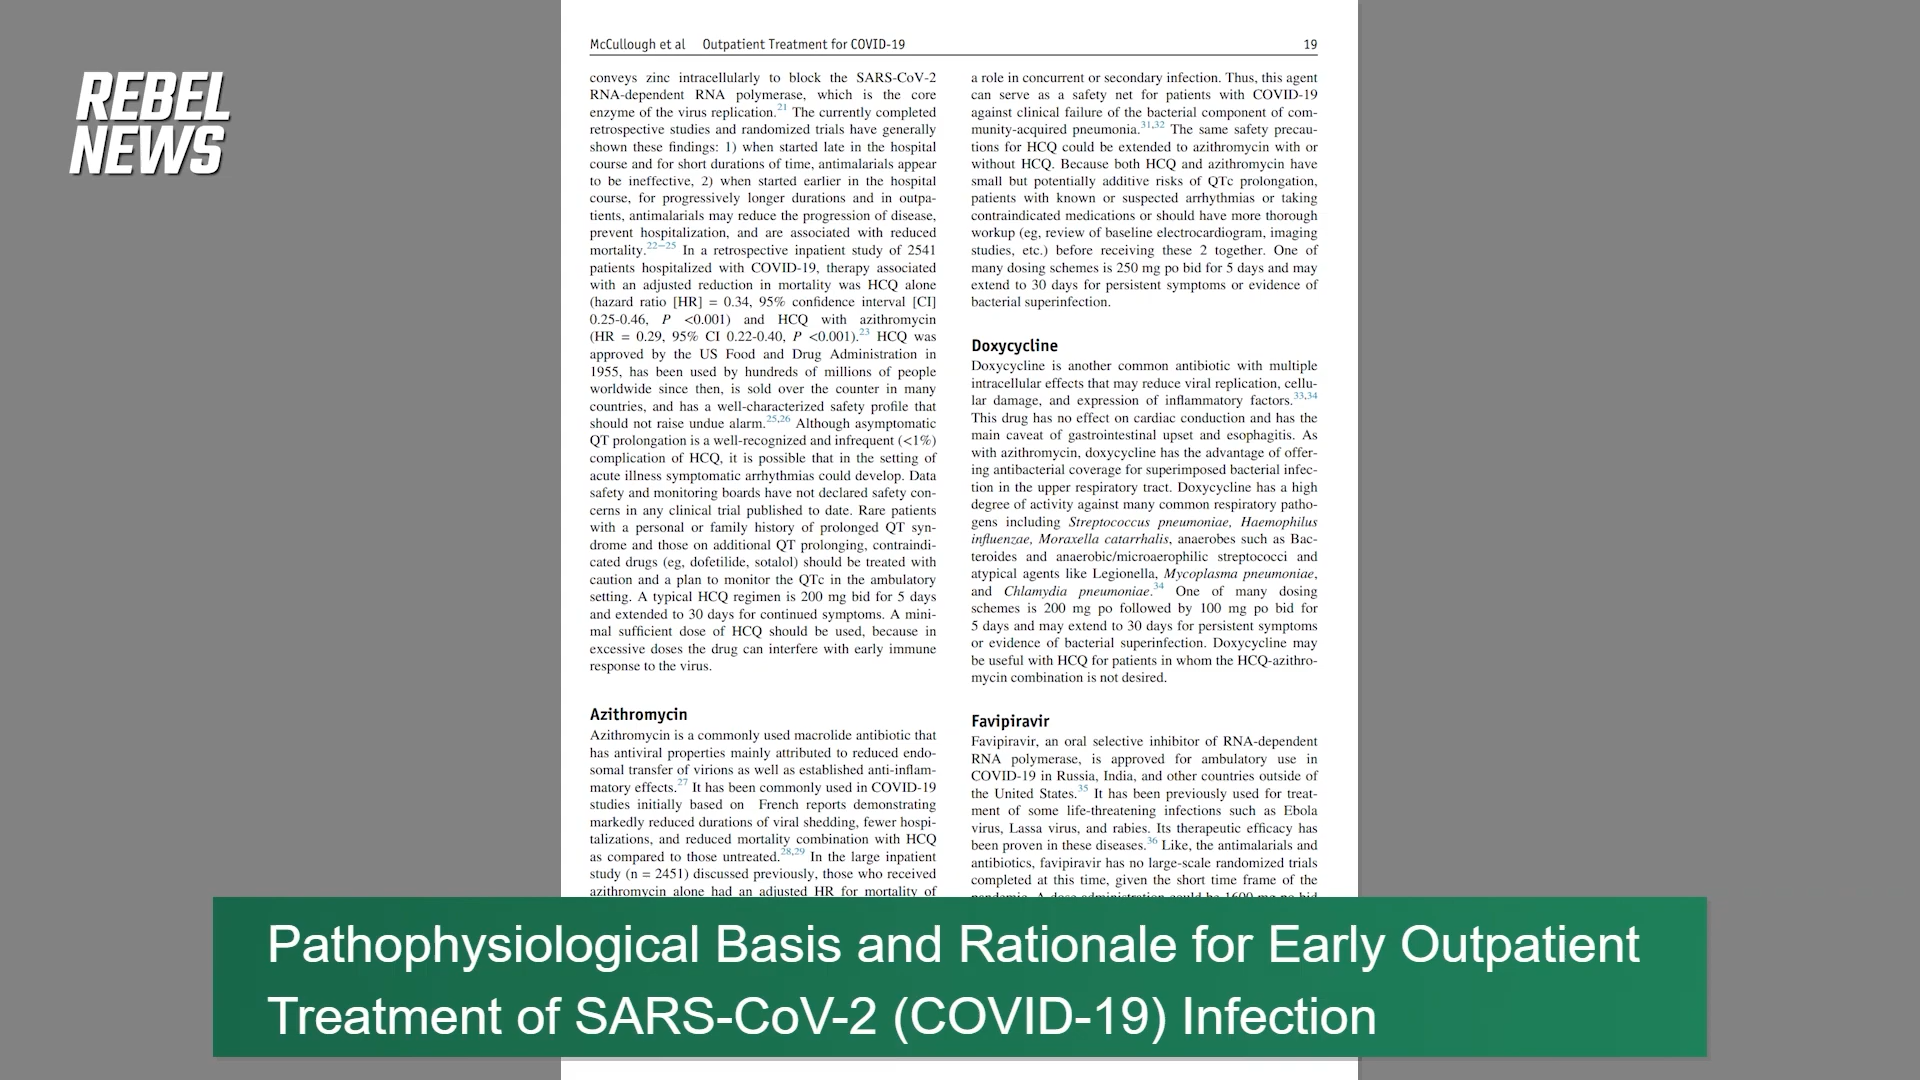 REBEL
NEWS
McCullough et al Outpatient Treatment for COVID-19 19
conveys zinc intracellularly to block the SARS-CoV-2
RNA-dependent RNA polymerase, which is the core
enzyme of the virus replication.21 The currently completed
retrospective studies and randomized trials have generally
shown these findings: 1) when started late in the hospital
course and for short durations of time, antimalarials appear
to be ineffective, 2) when started earlier in the hospital
course, for progressively longer durations and in outpa-
tients, antimalarials may reduce the progression of disease,
prevent hospitalization, and are associated with reduced
mortality.22–25 In a retrospective inpatient study of 2541
patients hospitalized with COVID-19, therapy associated
with an adjusted reduction in mortality was HCQ alone
(hazard ratio [HR] = 0.34, 95% confidence interval [CI]
0.25-0.46, P <0.001) and HCQ with azithromycin
(HR = 0.29, 95% CI 0.22-0.40, P <0.001).23 HCQ was
approved by the US Food and Drug Administration in
1955, has been used by hundreds of millions of people
worldwide since then, is sold over the counter in many
countries, and has a well-characterized safety profile that
should not raise undue alarm.25,26 Although asymptomatic
QT prolongation is a well-recognized and infrequent (<1%)
complication of HCQ, it is possible that in the setting of
acute illness symptomatic arrhythmias could develop. Data
safety and monitoring boards have not declared safety con-
cerns in any clinical trial published to date. Rare patients
with a personal or family history of prolonged QT syn-
drome and those on additional QT prolonging, contraindi-
cated drugs (eg, dofetilide, sotalol) should be treated with
caution and a plan to monitor the QTc in the ambulatory
setting. A typical HCQ regimen is 200 mg bid for 5 days
and extended to 30 days for continued symptoms. A mini-
mal sufficient dose of HCQ should be used, because in
excessive doses the drug can interfere with early immune
response to the virus.
Azithromycin
Azithromycin is a commonly used macrolide antibiotic that
has antiviral properties mainly attributed to reduced endo-
somal transfer of virions as well as established anti-inflam-
matory effects.27 It has been commonly used in COVID-19
studies initially based on French reports demonstrating
markedly reduced durations of viral shedding, fewer hospi-
talizations, and reduced mortality combination with HCQ
as compared to those untreated.28,29 In the large inpatient
study (n = 2451) discussed previously, those who received
azithromycin alone had an adjusted HR for mortality of
a role in concurrent or secondary infection. Thus, this agent
can serve as a safety net for patients with COVID-19
against clinical failure of the bacterial component of com-
munity-acquired pneumonia.31,32 The same safety precau-
tions for HCQ could be extended to azithromycin with or
without HCQ. Because both HCQ and azithromycin have
small but potentially additive risks of QTc prolongation,
patients with known or suspected arrhythmias or taking
contraindicated medications or should have more thorough
workup (eg, review of baseline electrocardiogram, imaging
studies, etc.) before receiving these 2 together. One of
many dosing schemes is 250 mg po bid for 5 days and may
extend to 30 days for persistent symptoms or evidence of
bacterial superinfection.
Doxycycline
Doxycycline is another common antibiotic with multiple
intracellular effects that may reduce viral replication, cellu-
lar damage, and expression of inflammatory factors.33,34
This drug has no effect on cardiac conduction and has the
main caveat of gastrointestinal upset and esophagitis. As
with azithromycin, doxycycline has the advantage of offer-
ing antibacterial coverage for superimposed bacterial infec-
tion in the upper respiratory tract. Doxycycline has a high
degree of activity against many common respiratory patho-
gens including Streptococcus pneumoniae, Haemophilus
influenzae, Moraxella catarrhalis, anaerobes such as Bac-
teroides and anaerobic/microaerophilic streptococci and
atypical agents like Legionella, Mycoplasma pneumoniae,
and Chlamydia pneumoniae.34 One of many dosing
schemes is 200 mg po followed by 100 mg po bid for
5 days and may extend to 30 days for persistent symptoms
or evidence of bacterial superinfection. Doxycycline may
be useful with HCQ for patients in whom the HCQ-azithro-
mycin combination is not desired.
Favipiravir
Favipiravir, an oral selective inhibitor of RNA-dependent
RNA polymerase, is approved for ambulatory use in
COVID-19 in Russia, India, and other countries outside of
the United States.35 It has been previously used for treat-
ment of some life-threatening infections such as Ebola
virus, Lassa virus, and rabies. Its therapeutic efficacy has
been proven in these diseases.36 Like, the antimalarials and
antibiotics, favipiravir has no large-scale randomized trials
completed at this time, given the short time frame of the
Pathophysiological Basis and Rationale for Early Outpatient
Treatment of SARS-CoV-2 (COVID-19) Infection